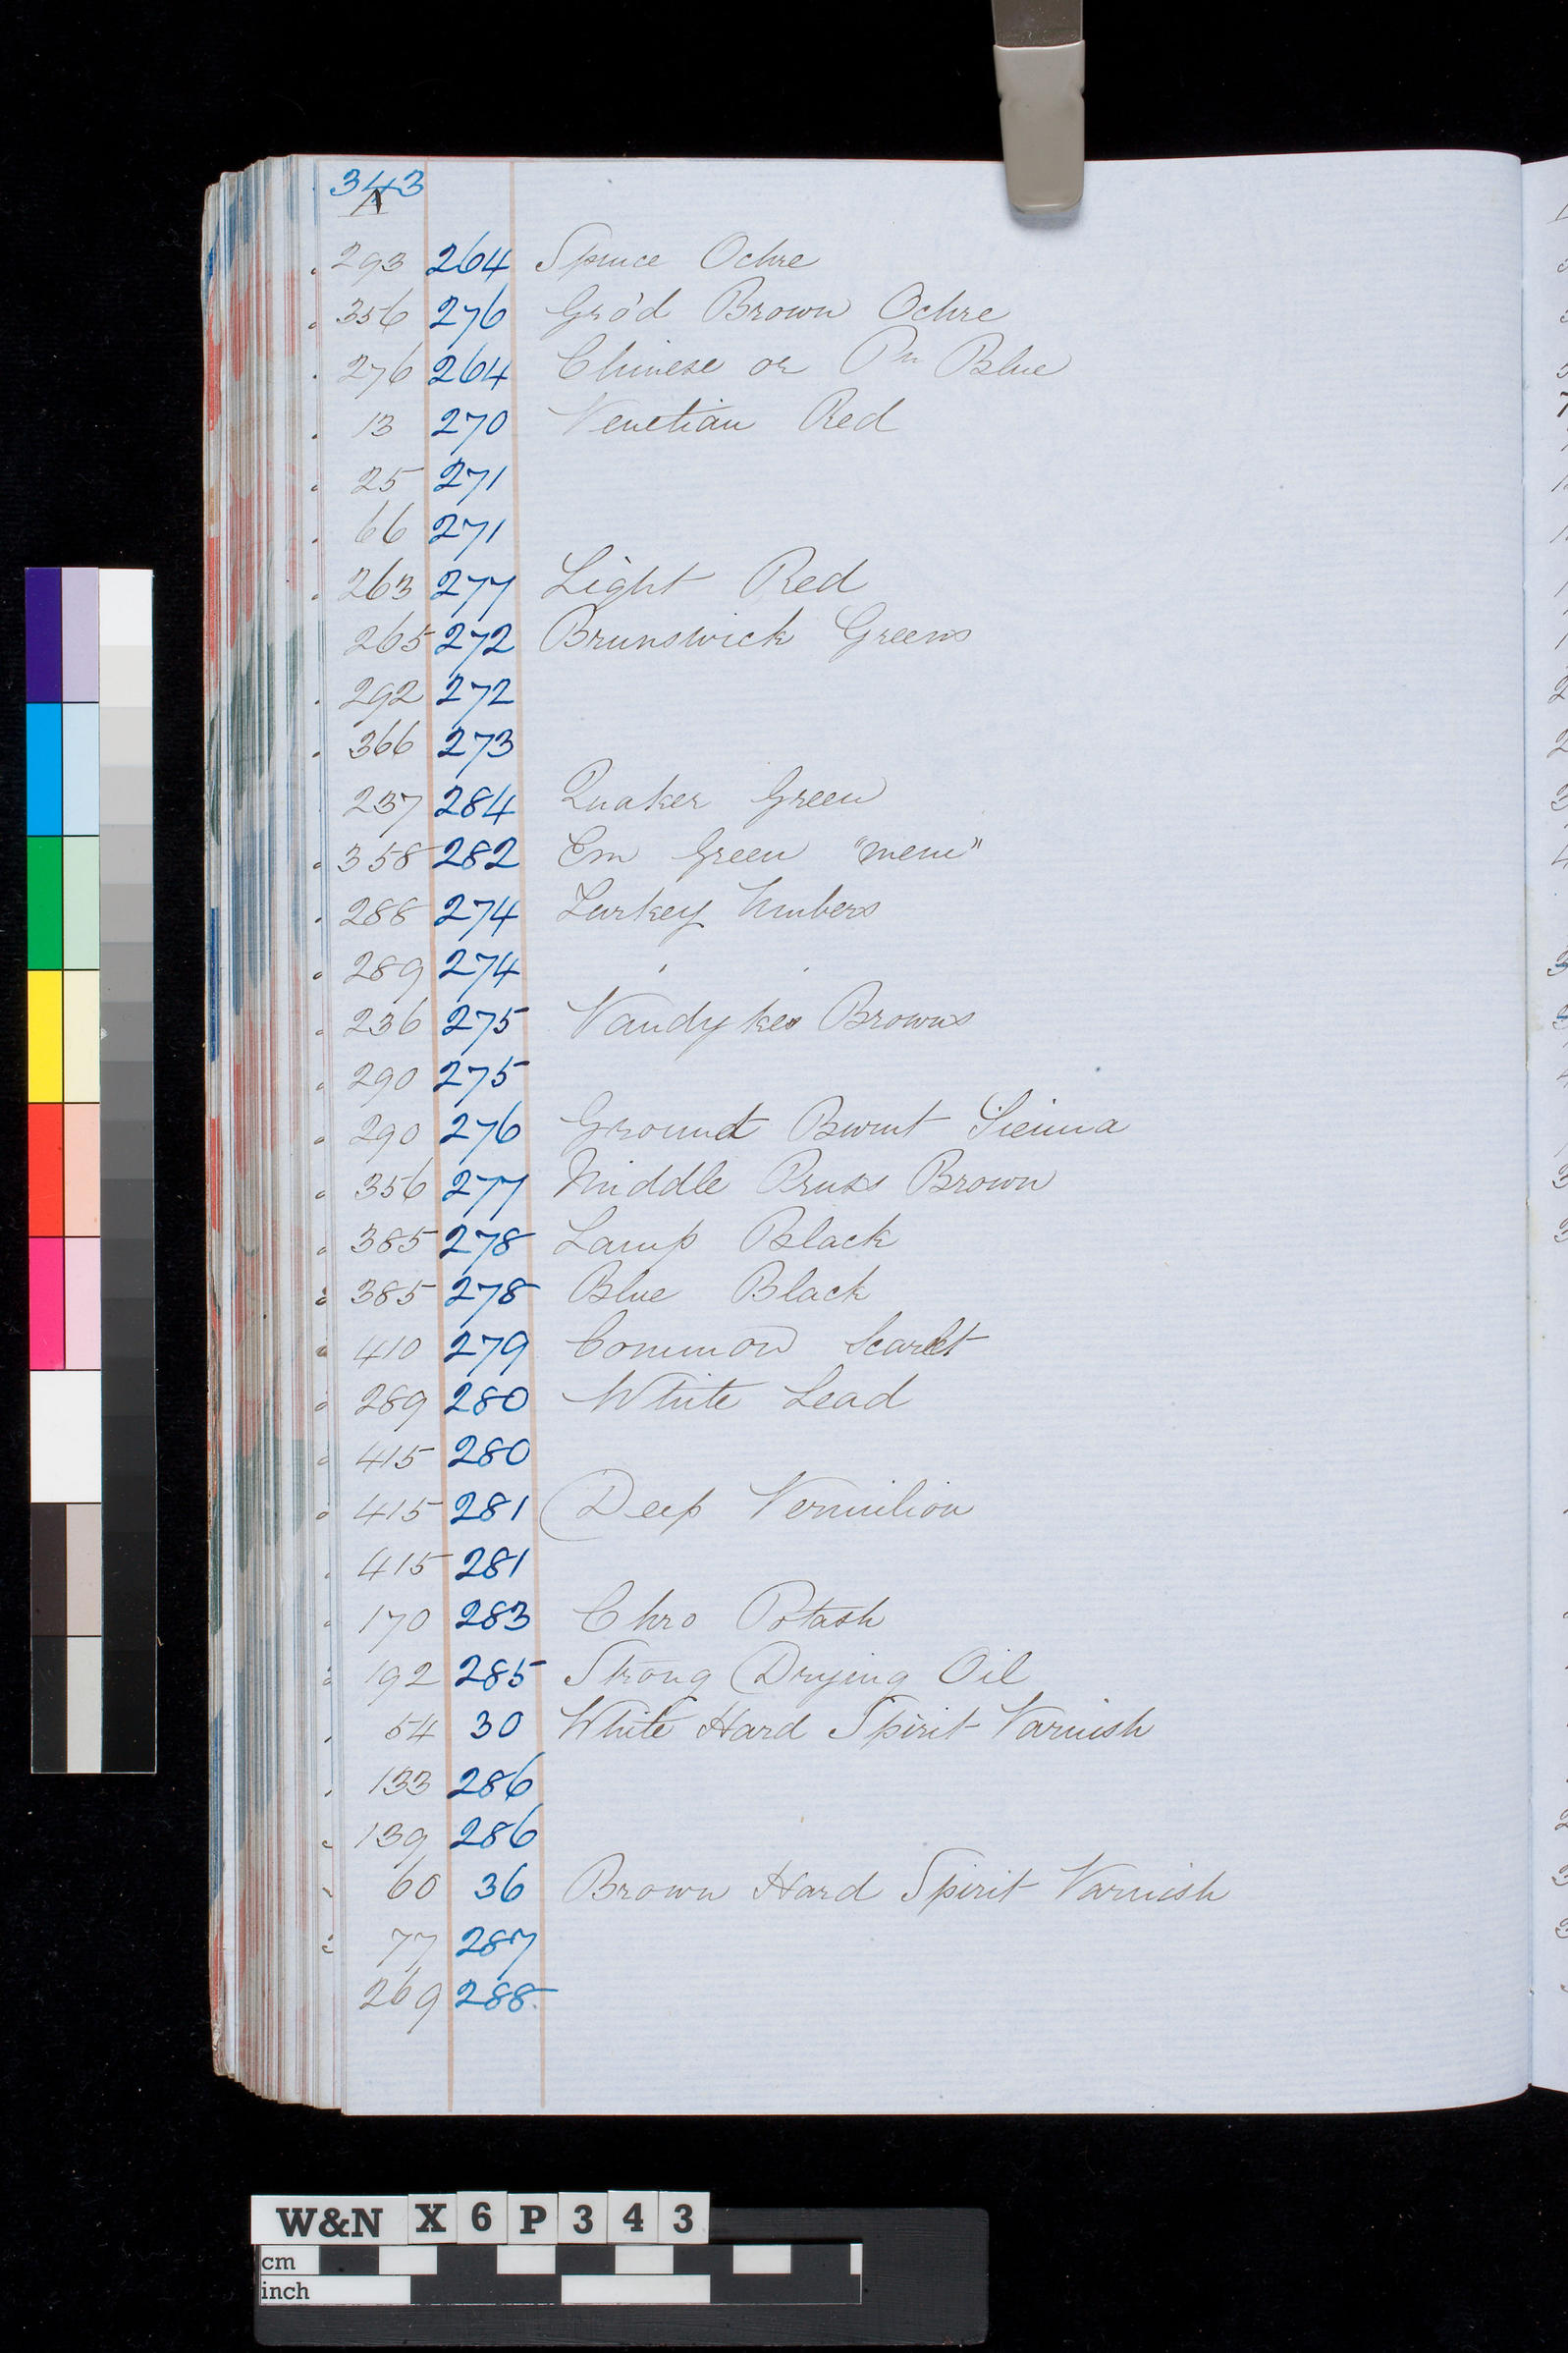 343
A
293 264 Spruce Ochre
356 276 Gro'd Brown Ochre
276 264 Chinese or Pn Blue
13 270 Venetian Red
25 271
66 271
263 277 Light Red
265 272 Brunswick Greens
292 272
366 273
237 284 Quaker Green
358 282 Em Green "mem"
288 274 Turkey Umbers
289 274
236 275 Vandykes Browns
290 275
290 276 Ground Burnt Sienna
356 277 Middle Pruss Brown
385 278 Lamp Black
385 278 Blue Black
410 279 Common Scarlet
289 280 White Lead
415 280
415 281 Deep Vermilion
415 281
170 283 Chro Potash
192 285 Strong Drying Oil
54 30 White Hard Spirit Varnish
133 286
139 286
60 36 Brown Hard Spirit Varnish
77 287
269 288
W&N X 6 P 3 4 3
cm
inch